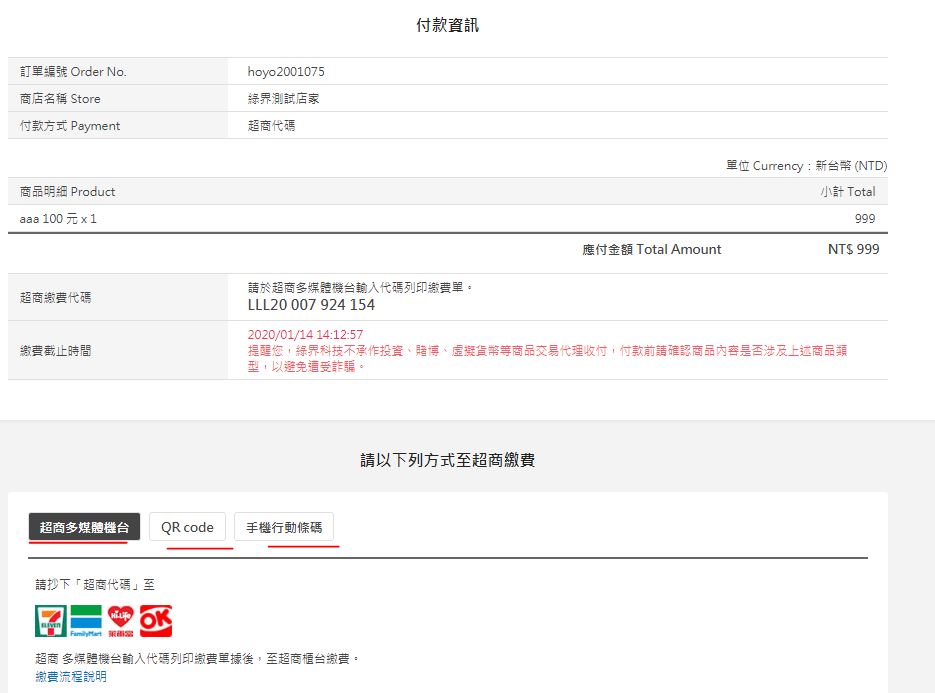 付款資訊
訂單編號 Order No. hoyo2001075
商店名稱 Store 綠界測試店家
付款方式 Payment 超商代碼
單位 Currency：新台幣 (NTD)
商品明細 Product 小計 Total
aaa 100 元 x 1 999
應付金額 Total Amount NT$ 999
超商繳費代碼 請於超商多媒體機台輸入代碼列印繳費單。
LLL20 007 924 154
繳費截止時間 2020/01/14 14:12:57
提醒您，綠界科技不承作投資、賭博、虛擬貨幣等商品交易代理收付，付款前請確認商品內容是否涉及上述商品類
型，以避免遭受詐騙。
請以下列方式至超商繳費
超商多媒體機台 QR code 手機行動條碼
請抄下「超商代碼」至
7 ELEVEN FamilyMart Hi-Life 萊爾富 OK
超商 多媒體機台輸入代碼列印繳費單據後，至超商櫃台繳費。
繳費流程說明